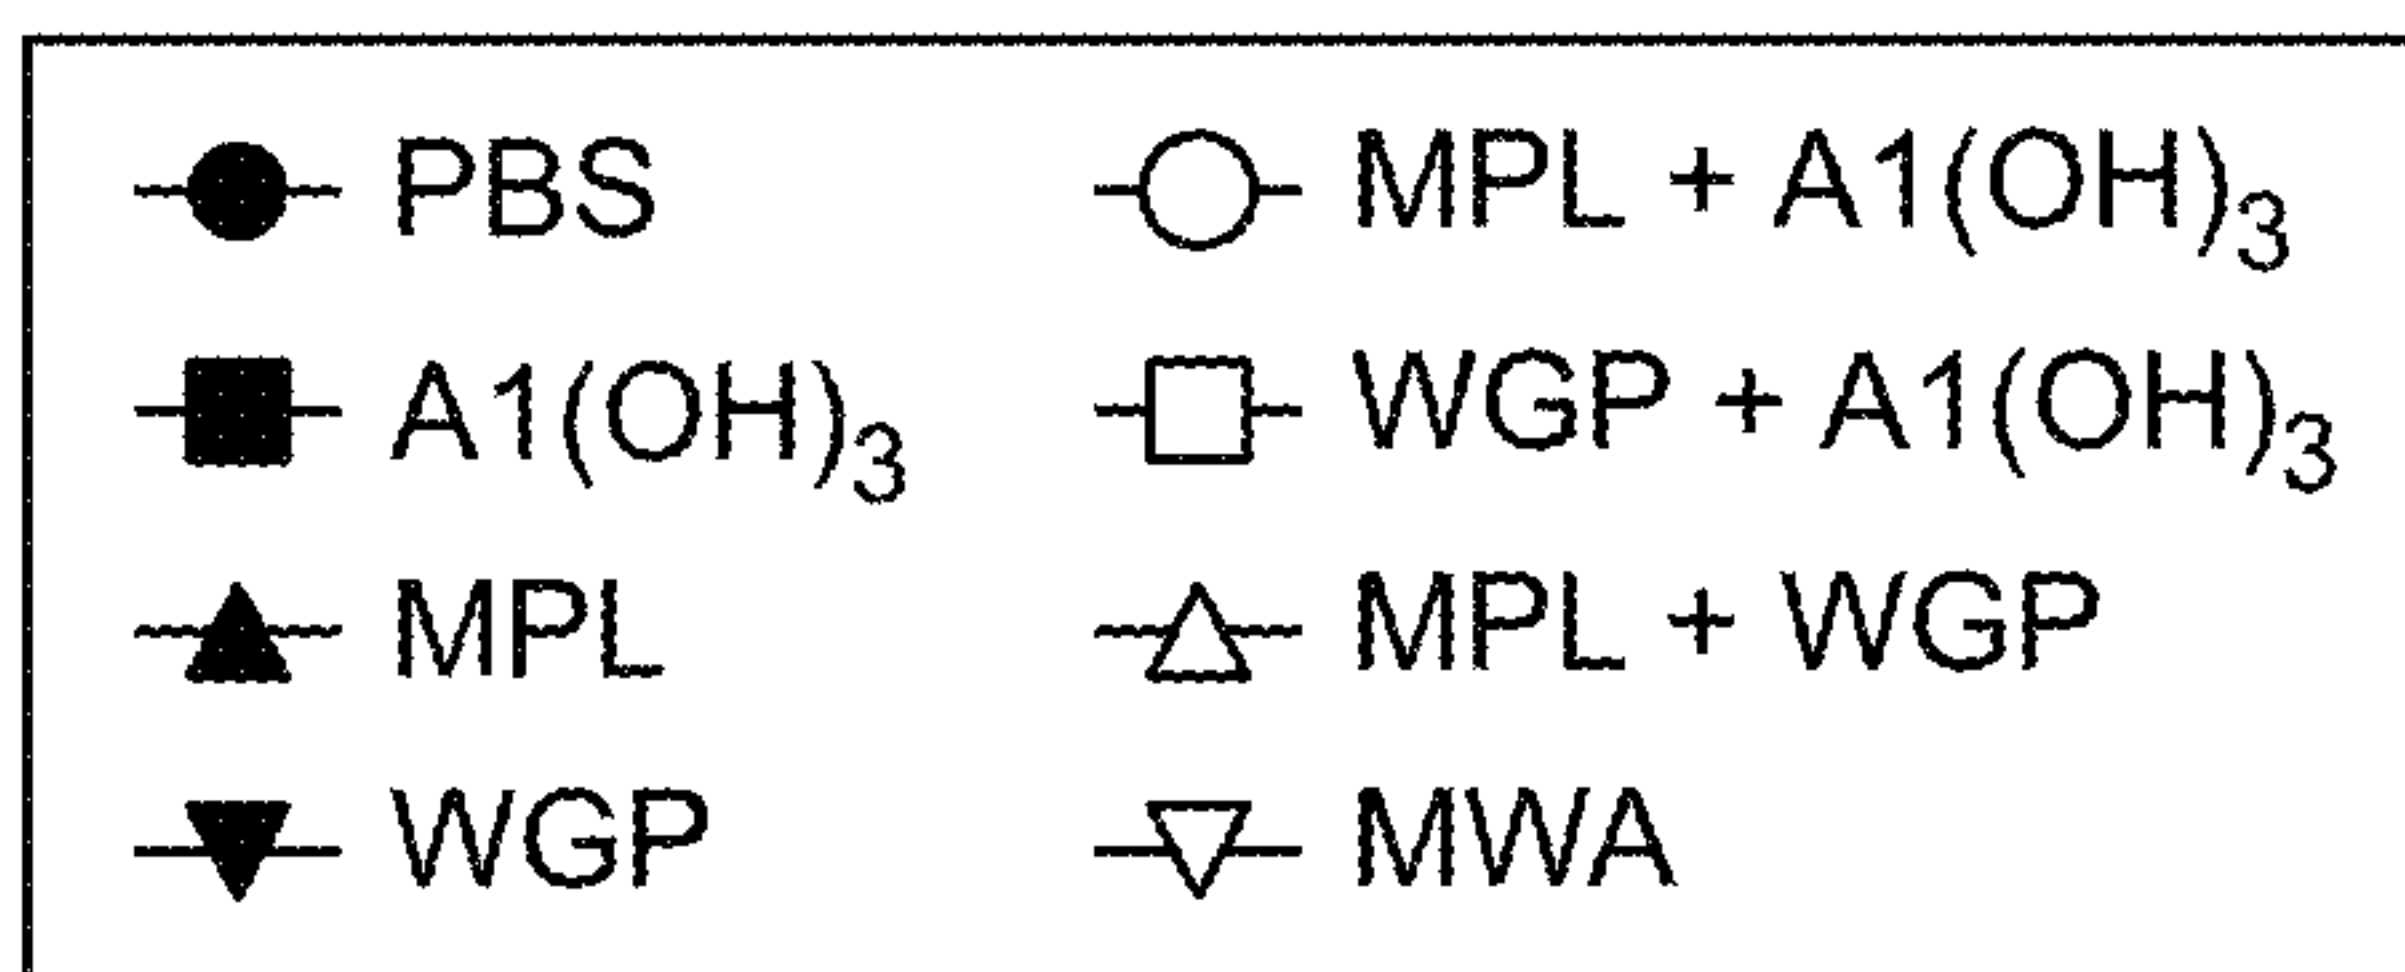 PBS
A1(OH)3
MPL
WGP
MPL + A1(OH)3
WGP + A1(OH)3
MPL + WGP
MWA